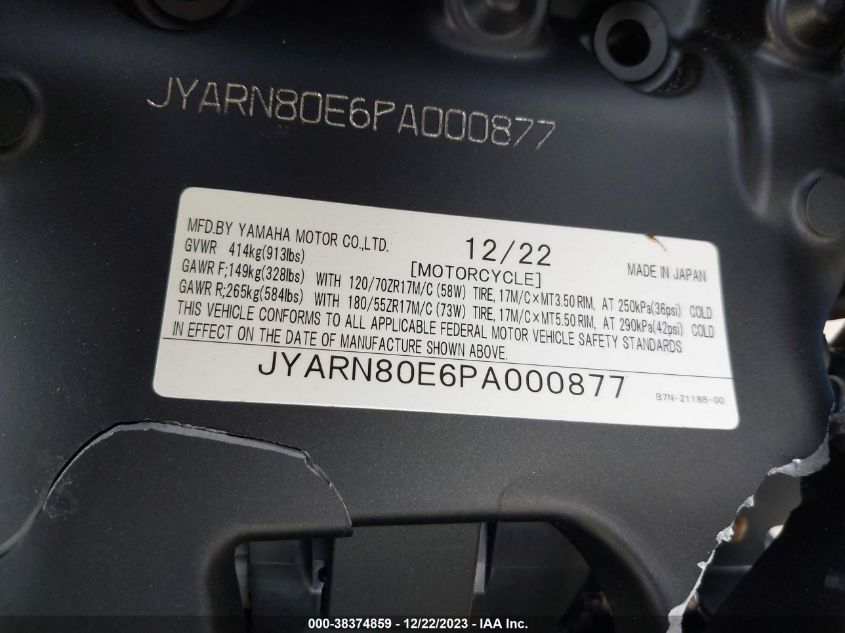 JYARN80E6PA000877
MFD.BY YAMAHA MOTOR CO.,LTD. 12/22
GVWR 414kg(913lbs) [MOTORCYCLE] MADE IN JAPAN
GAWR F;149kg(328lbs) WITH 120/70ZR17M/C (58W) TIRE, 17M/C×MT3.50 RIM, AT 250kPa(36psi) COLD
GAWR R;265kg(584lbs) WITH 180/55ZR17M/C (73W) TIRE, 17M/C×MT5.50 RIM, AT 290kPa(42psi) COLD
THIS VEHICLE CONFORMS TO ALL APPLICABLE FEDERAL MOTOR VEHICLE SAFETY STANDARDS
IN EFFECT ON THE DATE OF MANUFACTURE SHOWN ABOVE.
JYARN80E6PA000877
B7N-2118B-00
000-38374859 - 12/22/2023 - IAA Inc.